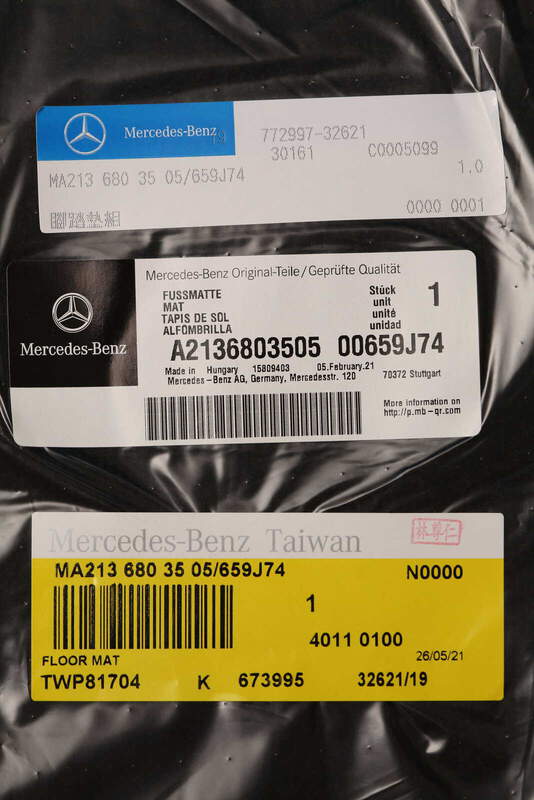 Mercedes-Benz 19 772997-32621
30161 C0005099
MA213 680 35 05/659J74 1.0
腳踏墊組 0000 0001
Mercedes-Benz
Mercedes-Benz Original-Teile/Geprüfte Qualität
FUSSMATTE Stück 1
MAT unit
TAPIS DE SOL unité
ALFOMBRILLA unidad
A2136803505 00659J74
Made in Hungary 15809403 05.February.21
Mercedes-Benz AG, Germany, Mercedesstr. 120 70372 Stuttgart
More information on
http://p.mb-qr.com
Mercedes-Benz Taiwan 林尊仁
MA213 680 35 05/659J74 N0000
1
4011 0100
FLOOR MAT 26/05/21
TWP81704 K 673995 32621/19